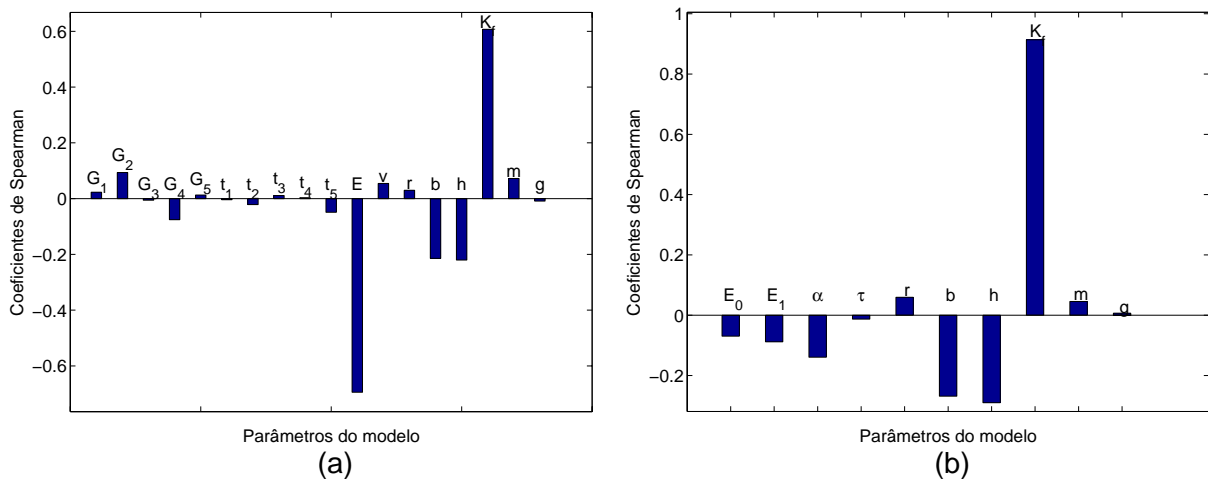 0.6
0.4
0.2
0
−0.2
−0.4
−0.6
Coeficientes de Spearman
G1 G2 G3 G4 G5 t1 t2 t3 t4 t5 E v r b h Kf m g
Parâmetros do modelo
(a)
1
0.8
0.6
0.4
0.2
0
−0.2
Coeficientes de Spearman
E0 E1 α τ r b h Kf m g
Parâmetros do modelo
(b)